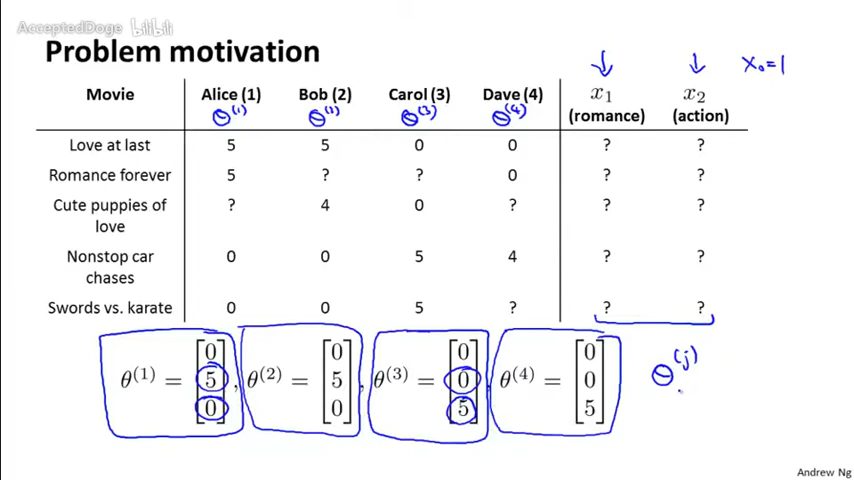 AcceptedDoge bilibili
Problem motivation
x₀=1
Movie Alice (1) Bob (2) Carol (3) Dave (4) x₁ (romance) x₂ (action)
θ⁽¹⁾ θ⁽²⁾ θ⁽³⁾ θ⁽⁴⁾
Love at last 5 5 0 0 ? ?
Romance forever 5 ? ? 0 ? ?
Cute puppies of love ? 4 0 ? ? ?
Nonstop car chases 0 0 5 4 ? ?
Swords vs. karate 0 0 5 ? ? ?
θ⁽¹⁾ = [0 5 0], θ⁽²⁾ = [0 5 0], θ⁽³⁾ = [0 0 5], θ⁽⁴⁾ = [0 0 5]
θ⁽ʲ⁾
Andrew Ng